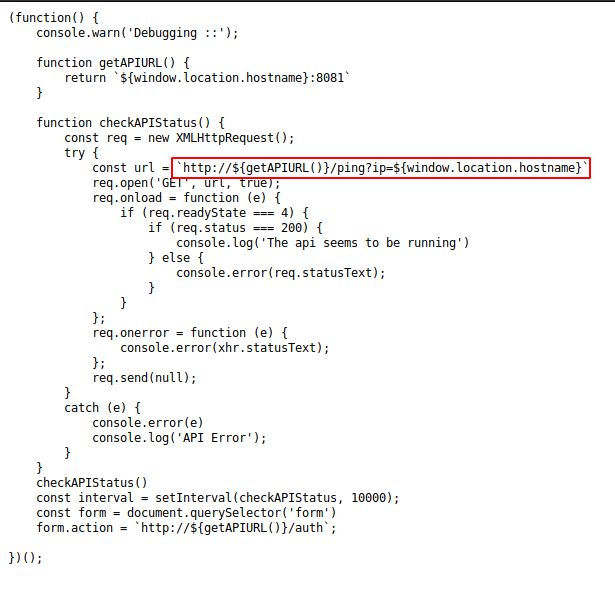 (function() {
    console.warn('Debugging ::');

    function getAPIURL() {
        return `${window.location.hostname}:8081`
    }

    function checkAPIStatus() {
        const req = new XMLHttpRequest();
        try {
            const url = `http://${getAPIURL()}/ping?ip=${window.location.hostname}`
            req.open('GET', url, true);
            req.onload = function (e) {
                if (req.readyState === 4) {
                    if (req.status === 200) {
                        console.log('The api seems to be running')
                    } else {
                        console.error(req.statusText);
                    }
                }
            };
            req.onerror = function (e) {
                console.error(xhr.statusText);
            };
            req.send(null);
        }
        catch (e) {
            console.error(e)
            console.log('API Error');
        }
    }
    checkAPIStatus()
    const interval = setInterval(checkAPIStatus, 10000);
    const form = document.querySelector('form')
    form.action = `http://${getAPIURL()}/auth`;

})();